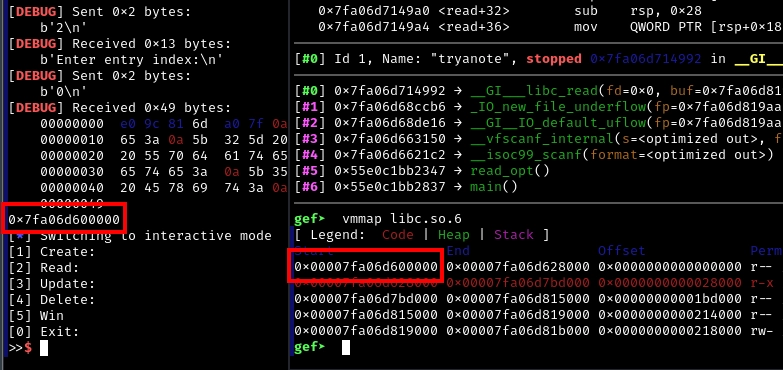 [DEBUG] Sent 0×2 bytes:
b'2\n'
[DEBUG] Received 0×13 bytes:
b'Enter entry index:\n'
[DEBUG] Sent 0×2 bytes:
b'0\n'
[DEBUG] Received 0×49 bytes:
00000000 e0 9c 81 6d a0 7f 0a
00000010 65 3a 0a 5b 32 5d 20
00000020 20 55 70 64 61 74 65
00000030 65 74 65 3a 0a 5b 35
00000040 20 45 78 69 74 3a 0a
00000049
0×7fa06d600000
[*] Switching to interactive mode
[1] Create:
[2] Read:
[3] Update:
[4] Delete:
[5] Win
[0] Exit:
>>$
0×7fa06d7149a0 <read+32> sub rsp, 0×28
0×7fa06d7149a4 <read+36> mov QWORD PTR [rsp+0×18
[#0] Id 1, Name: "tryanote", stopped 0×7fa06d714992 in __GI__
[#0] 0×7fa06d714992 → __GI___libc_read(fd=0×0, buf=0×7fa06d81
[#1] 0×7fa06d68ccb6 → _IO_new_file_underflow(fp=0×7fa06d819aa
[#2] 0×7fa06d68de16 → __GI__IO_default_uflow(fp=0×7fa06d819aa
[#3] 0×7fa06d663150 → __vfscanf_internal(s=<optimized out>, f
[#4] 0×7fa06d6621c2 → __isoc99_scanf(format=<optimized out>)
[#5] 0×55e0c1bb2347 → read_opt()
[#6] 0×55e0c1bb2837 → main()
gef➤ vmmap libc.so.6
[ Legend: Code | Heap | Stack ]
Start End Offset Perm
0×00007fa06d600000 0×00007fa06d628000 0×0000000000000000 r--
0×00007fa06d628000 0×00007fa06d7bd000 0×0000000000028000 r-x
0×00007fa06d7bd000 0×00007fa06d815000 0×00000000001bd000 r--
0×00007fa06d815000 0×00007fa06d819000 0×0000000000214000 r--
0×00007fa06d819000 0×00007fa06d81b000 0×0000000000218000 rw-
gef➤